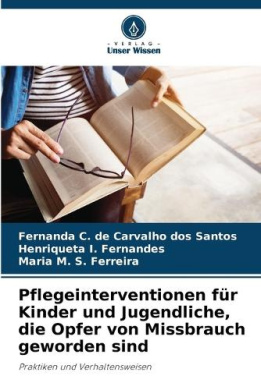 VERLAG
Unser Wissen
Fernanda C. de Carvalho dos Santos
Henriqueta I. Fernandes
Maria M. S. Ferreira
Pflegeinterventionen für
Kinder und Jugendliche,
die Opfer von Missbrauch
geworden sind
Praktiken und Verhaltensweisen